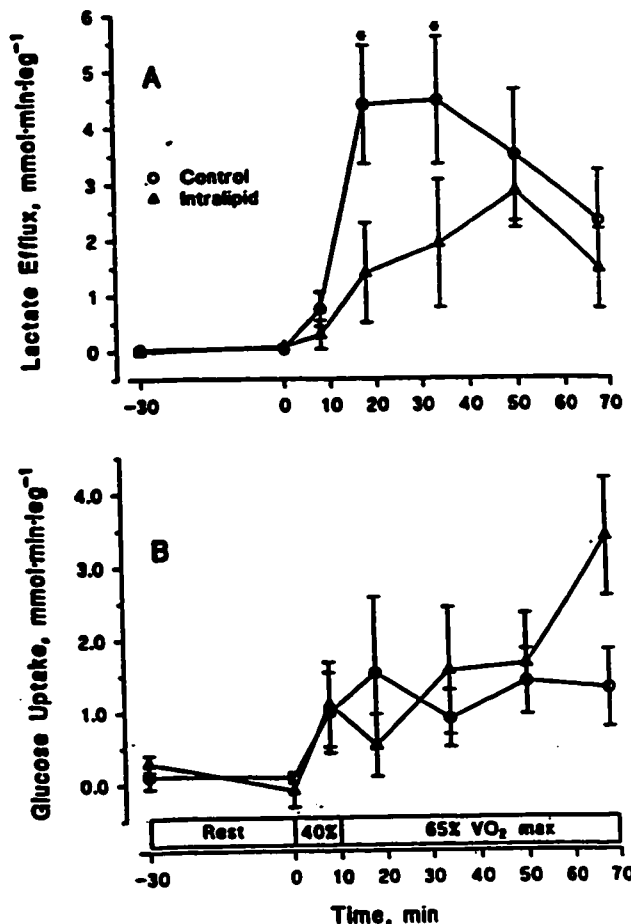 6
5
4
3
2
1
0
Lactate Efflux, mmol·min·leg⁻¹
A
* *
Control
Intralipid
-30 0 10 20 30 40 50 60 70
4.0
3.0
2.0
1.0
0.0
Glucose Uptake, mmol·min·leg⁻¹
B
Rest 40% 65% VO₂ max
-30 0 10 20 30 40 50 60 70
Time, min